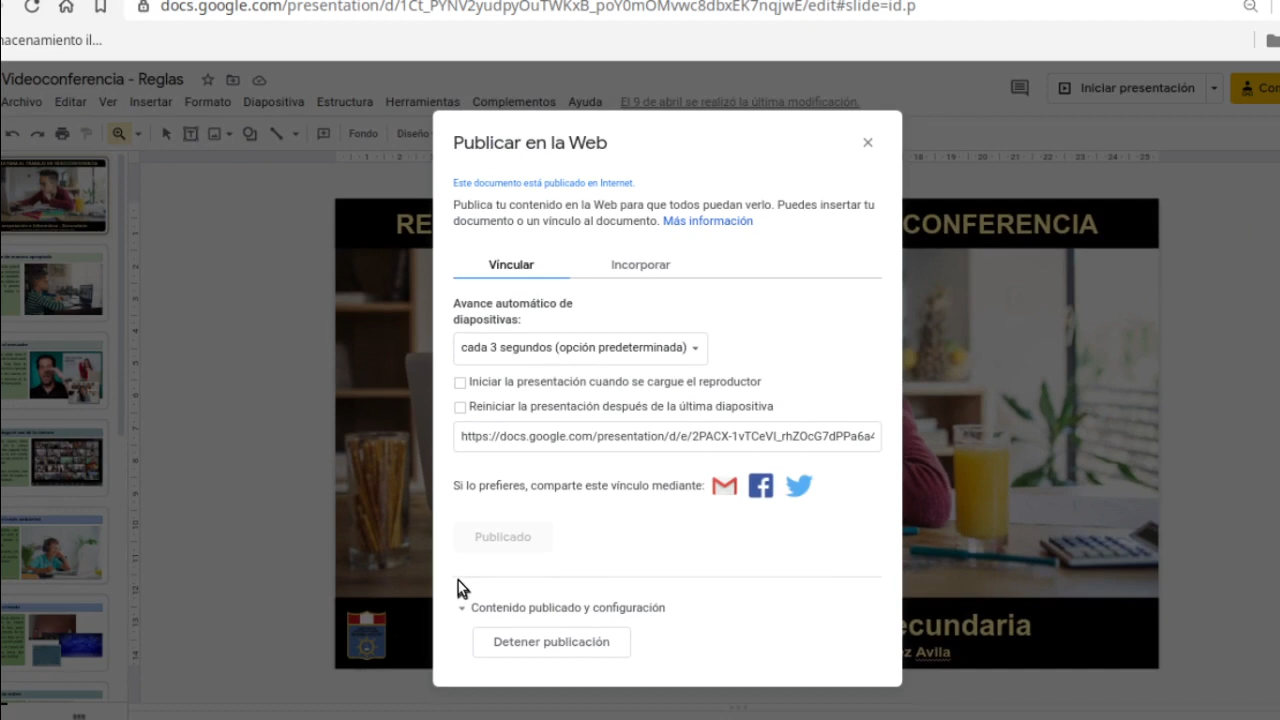 docs.google.com/presentation/d/1Ct_PYNV2yudpyOuTWKxB_poY0mOMvwc8dbxEK7nqjwE/edit#slide=id.p
nacenamiento il...
Videoconferencia - Reglas
Archivo Editar Ver Insertar Formato Diapositiva Estructura Herramientas Complementos Ayuda El 9 de abril se realizó la última modificación.
Iniciar presentación
Fondo Diseño
Publicar en la Web
Este documento está publicado en Internet.
Publica tu contenido en la Web para que todos puedan verlo. Puedes insertar tu
documento o un vínculo al documento. Más información
Vincular Incorporar
Avance automático de
diapositivas:
cada 3 segundos (opción predeterminada)
Iniciar la presentación cuando se cargue el reproductor
Reiniciar la presentación después de la última diapositiva
https://docs.google.com/presentation/d/e/2PACX-1vTCeVI_rhZOcG7dPPa6a4
Si lo prefieres, comparte este vínculo mediante:
Publicado
Contenido publicado y configuración
Detener publicación
RE
CONFERENCIA
ecundaria
z Avila